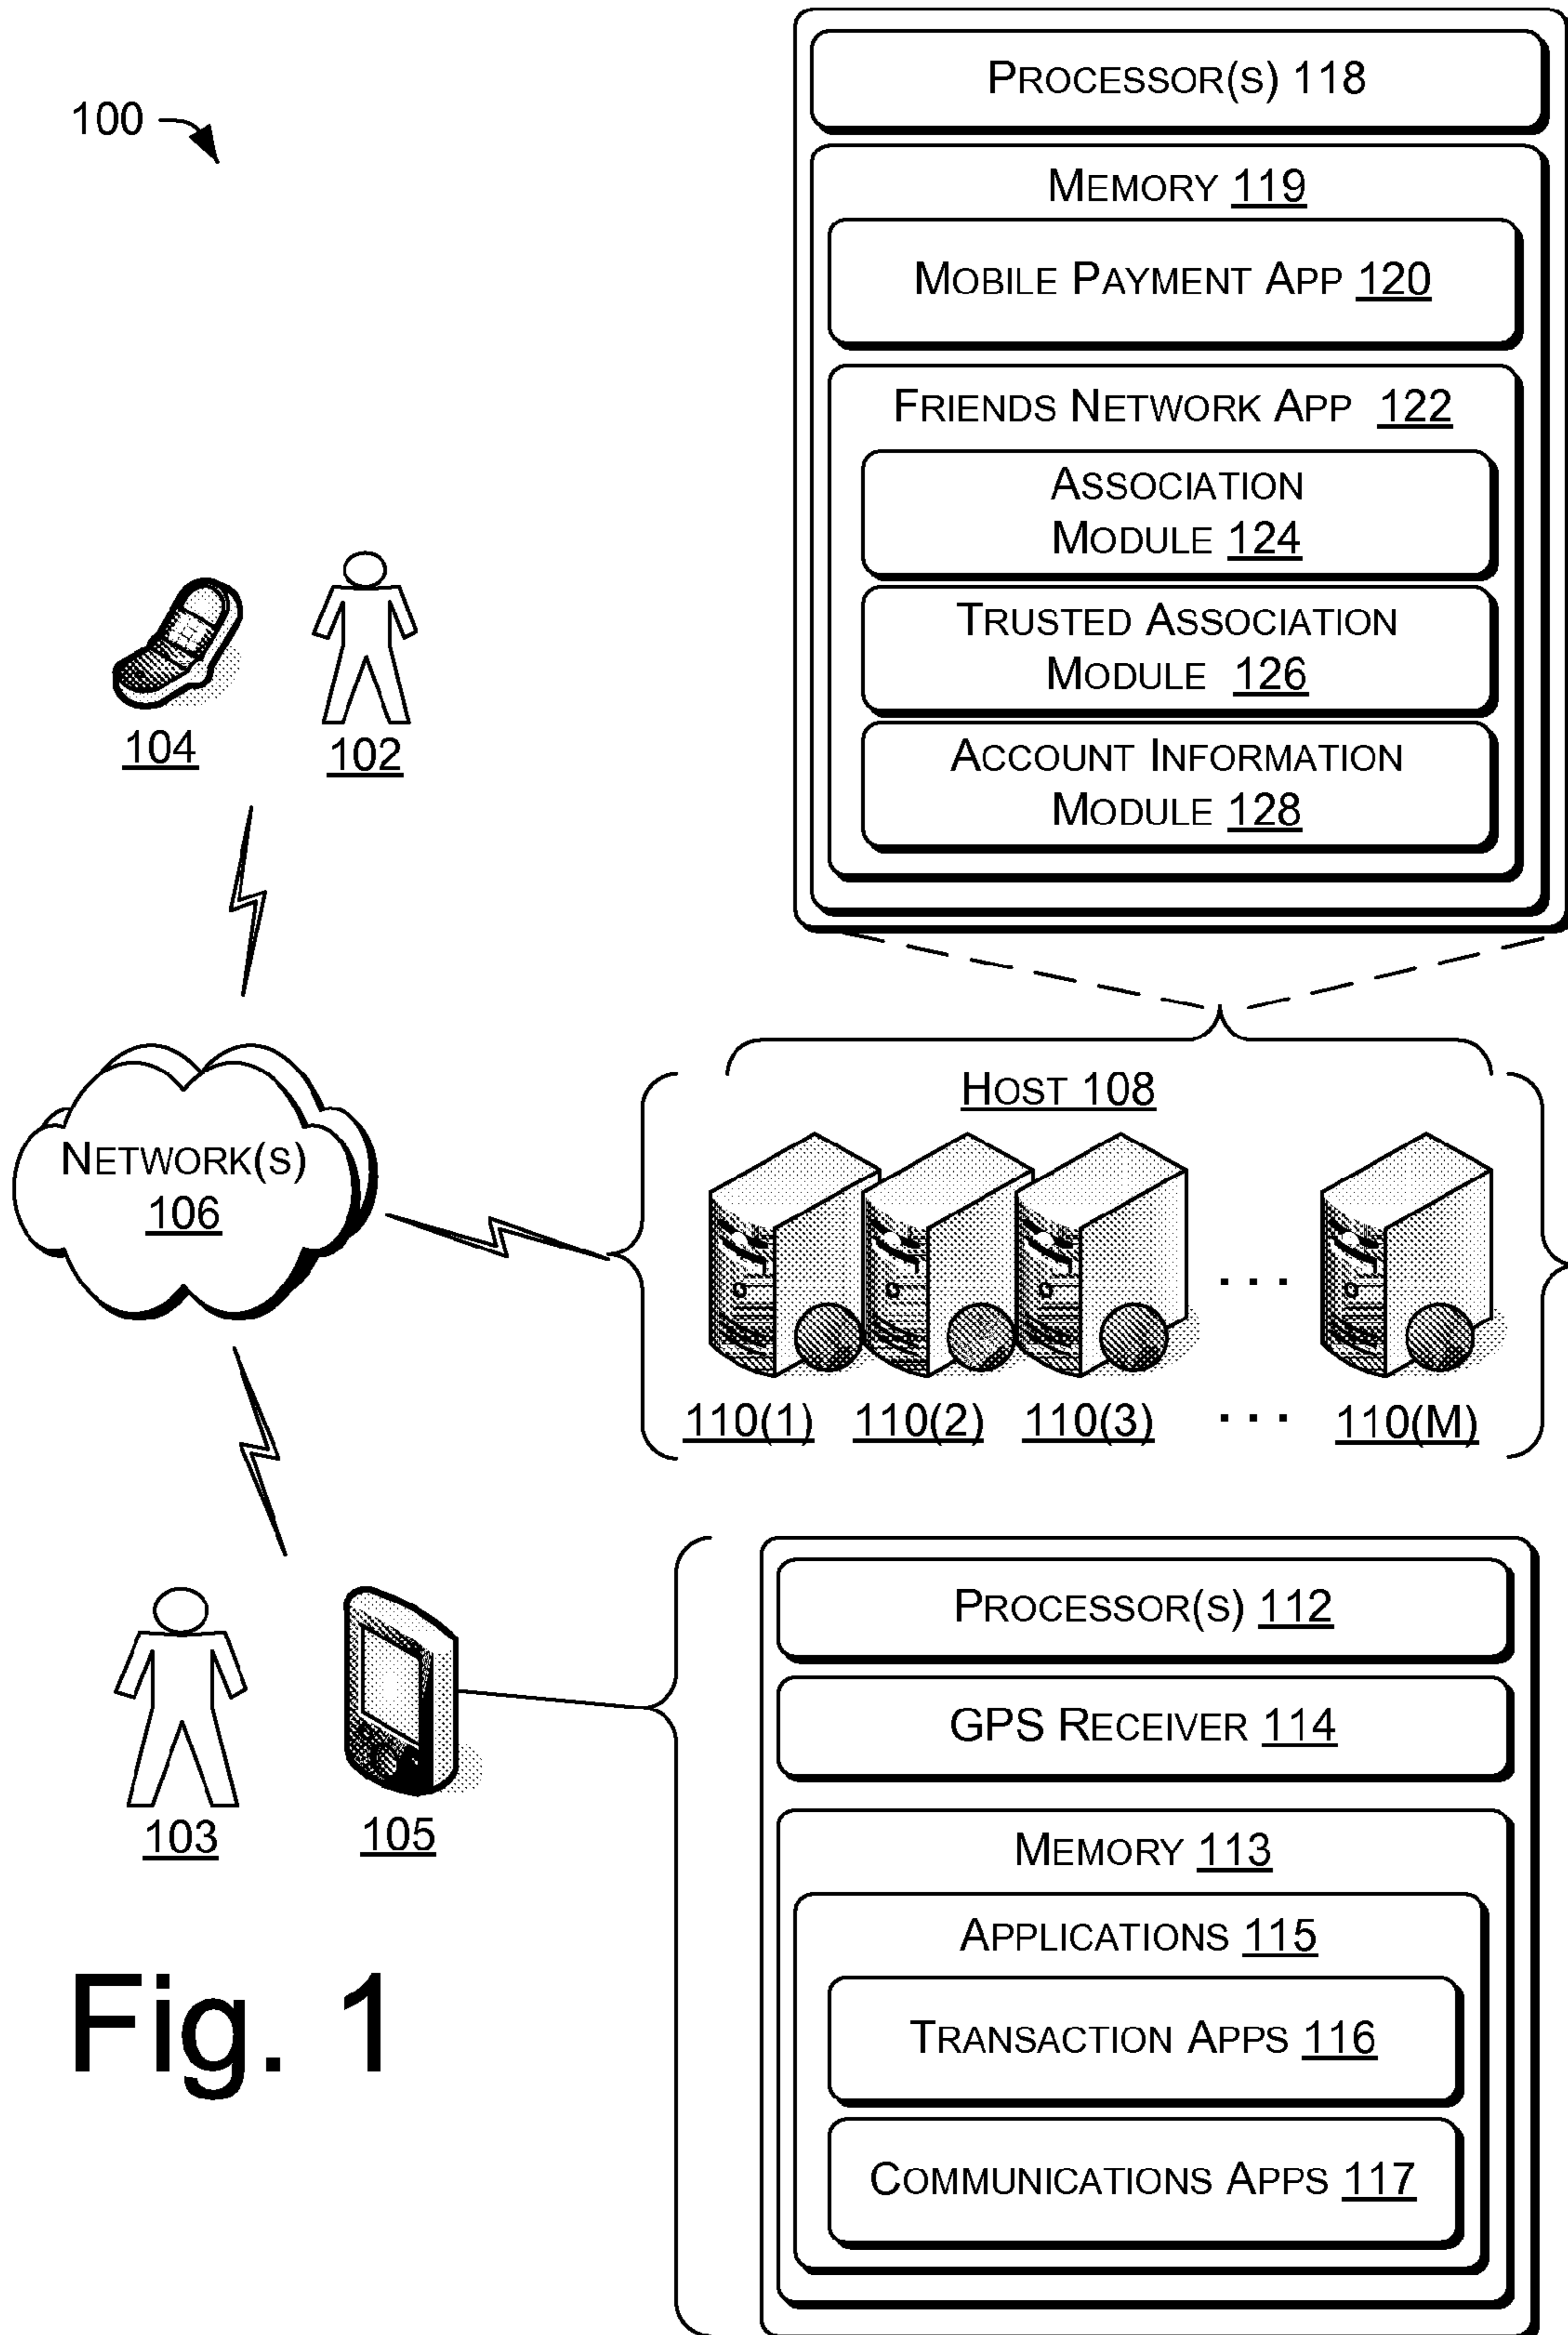 100
PROCESSOR(S) 118
MEMORY 119
MOBILE PAYMENT APP 120
FRIENDS NETWORK APP 122
ASSOCIATION
MODULE 124
TRUSTED ASSOCIATION
MODULE 126
ACCOUNT INFORMATION
MODULE 128
104
102
NETWORK(S)
106
HOST 108
. . .
110(1) 110(2) 110(3) . . . 110(M)
103
105
PROCESSOR(S) 112
GPS RECEIVER 114
MEMORY 113
APPLICATIONS 115
TRANSACTION APPS 116
COMMUNICATIONS APPS 117
Fig. 1